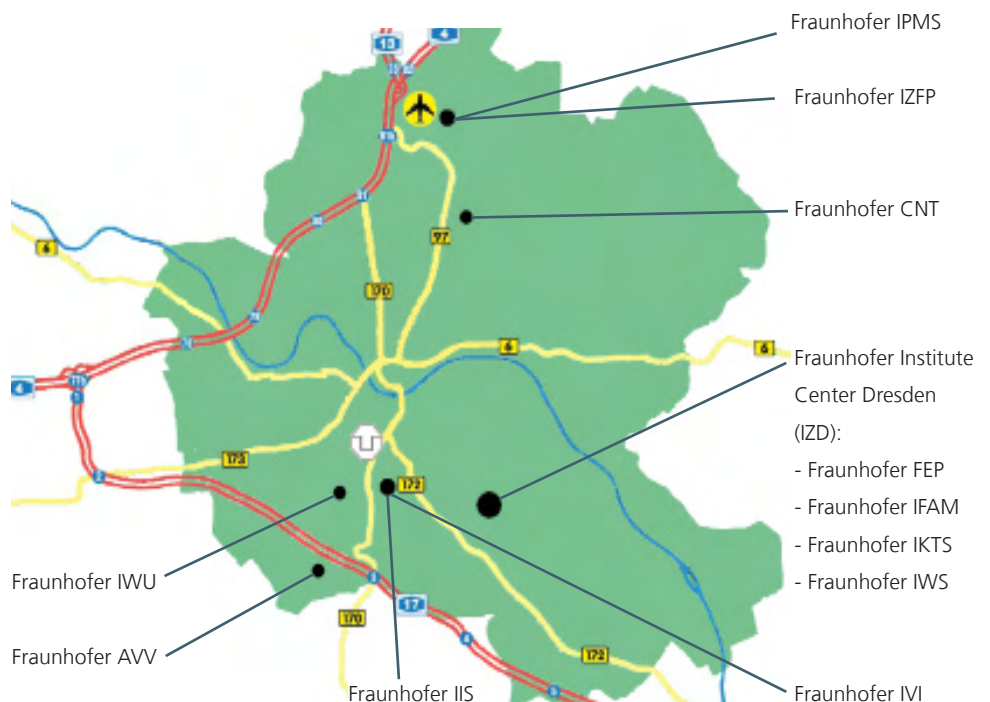 Fraunhofer IPMS
13
4
Fraunhofer IZFP
Fraunhofer CNT
97
6
170
6
6
Fraunhofer Institute
Center Dresden
(IZD):
- Fraunhofer FEP
- Fraunhofer IFAM
- Fraunhofer IKTS
- Fraunhofer IWS
4
173
172
Fraunhofer IWU
17
170
172
Fraunhofer AVV
Fraunhofer IIS
Fraunhofer IVI